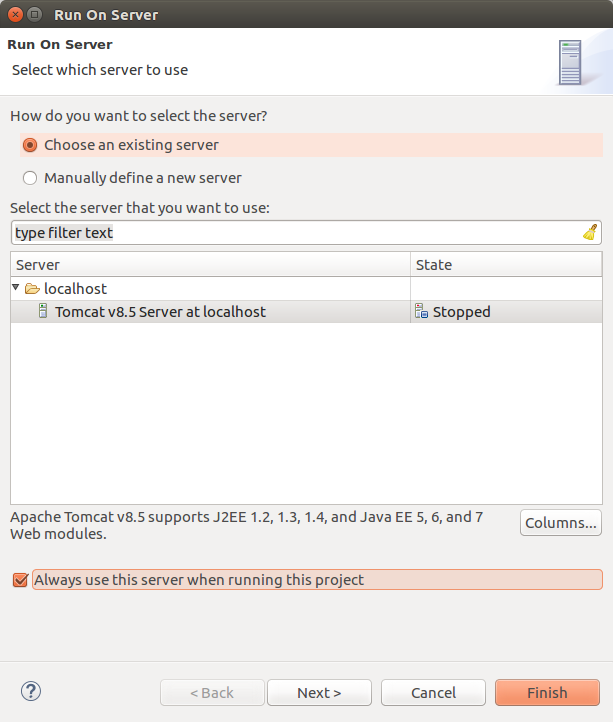 Run On Server
Run On Server
Select which server to use
How do you want to select the server?
Choose an existing server
Manually define a new server
Select the server that you want to use:
type filter text
Server State
localhost
Tomcat v8.5 Server at localhost Stopped
Apache Tomcat v8.5 supports J2EE 1.2, 1.3, 1.4, and Java EE 5, 6, and 7
Web modules.
Columns...
Always use this server when running this project
? < Back Next > Cancel Finish